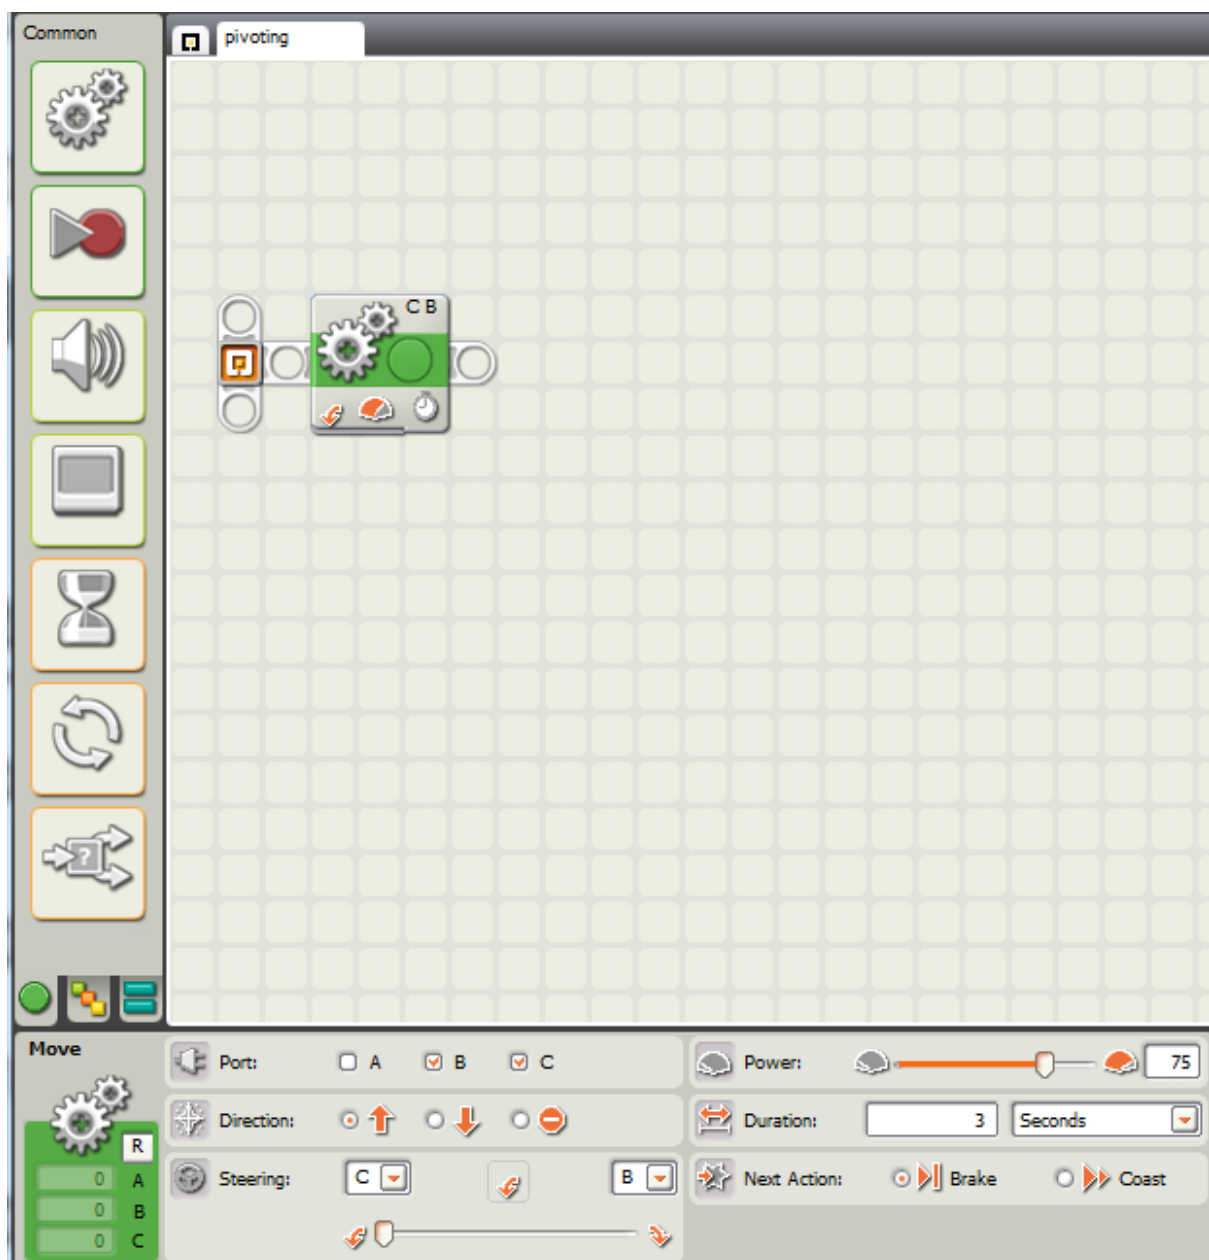 Common
pivoting
C B
?
Move
R
0 A
0 B
0 C
Port: A B C
Direction:
Steering: C B
Power: 75
Duration: 3 Seconds
Next Action: Brake Coast